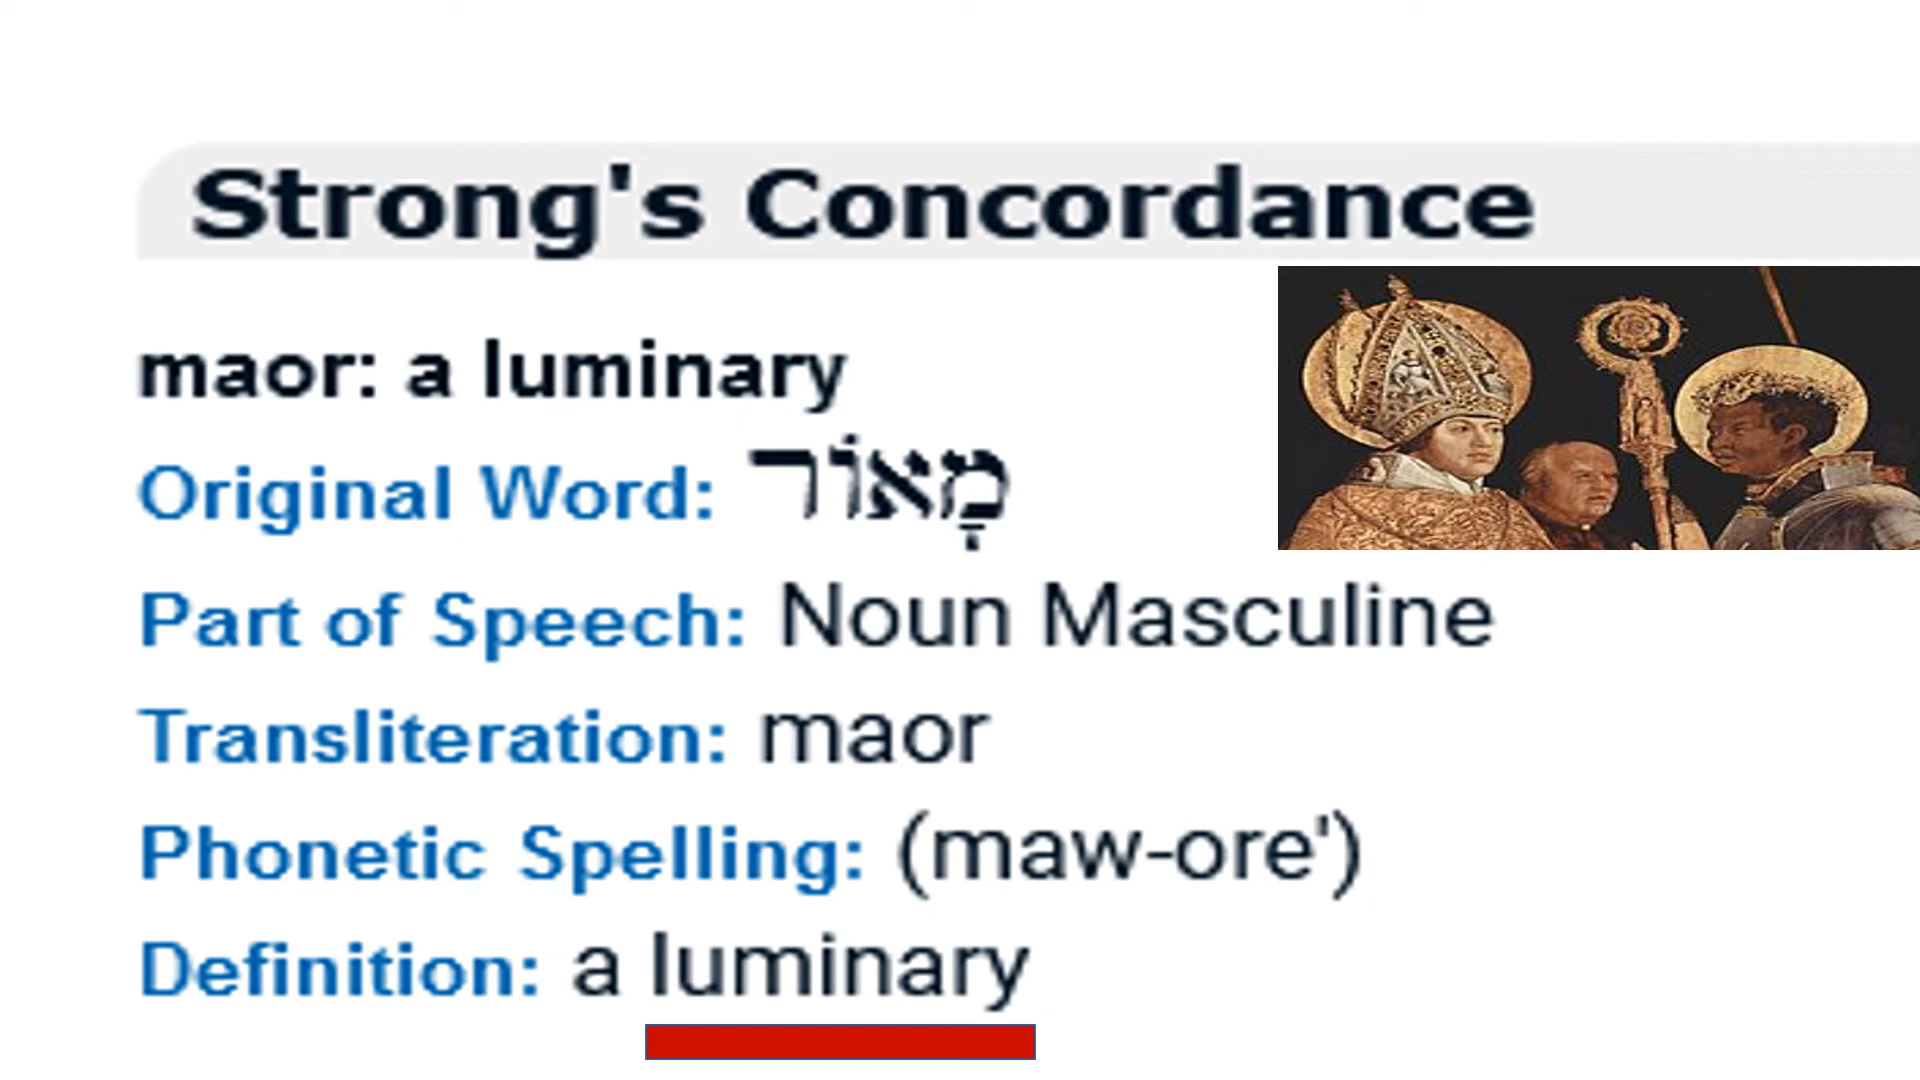 Strong's Concordance
maor: a luminary
Original Word: מָאוֹר
Part of Speech: Noun Masculine
Transliteration: maor
Phonetic Spelling: (maw-ore')
Definition: a luminary